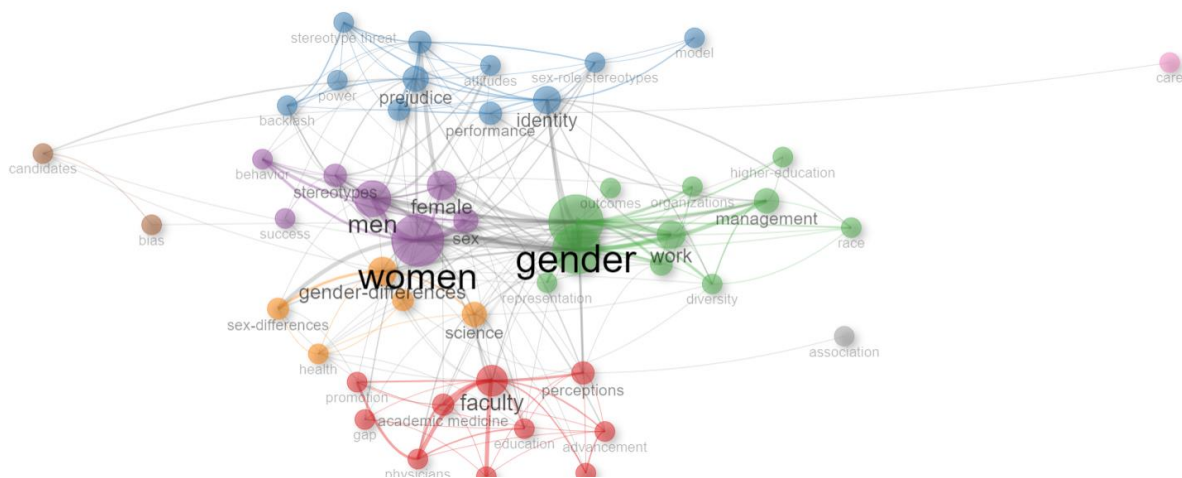 stereotype threat
model
attitudes
sex-role stereotypes
care
power
prejudice
backlash
identity
performance
candidates
behavior
higher-education
stereotypes
outcomes
organizations
female
management
men
success
sex
bias
race
work
gender
women
gender-differences
representation
diversity
sex-differences
science
health
association
promotion
perceptions
faculty
gap
academic medicine
education
advancement
physicians